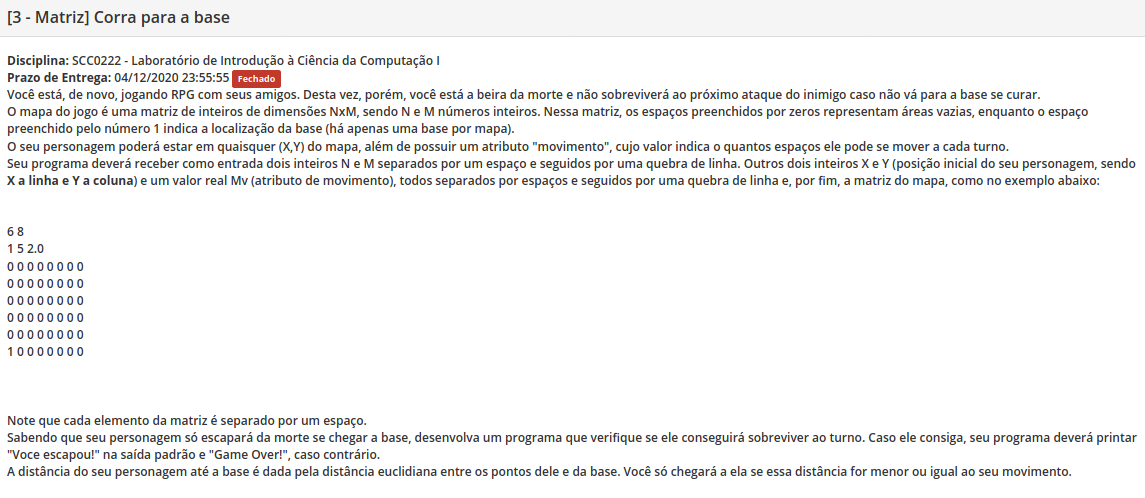 [3 - Matriz] Corra para a base
Disciplina: SCC0222 - Laboratório de Introdução à Ciência da Computação I
Prazo de Entrega: 04/12/2020 23:55:55 Fechado
Você está, de novo, jogando RPG com seus amigos. Desta vez, porém, você está a beira da morte e não sobreviverá ao próximo ataque do inimigo caso não vá para a base se curar.
O mapa do jogo é uma matriz de inteiros de dimensões NxM, sendo N e M números inteiros. Nessa matriz, os espaços preenchidos por zeros representam áreas vazias, enquanto o espaço
preenchido pelo número 1 indica a localização da base (há apenas uma base por mapa).
O seu personagem poderá estar em quaisquer (X,Y) do mapa, além de possuir um atributo "movimento", cujo valor indica o quantos espaços ele pode se mover a cada turno.
Seu programa deverá receber como entrada dois inteiros N e M separados por um espaço e seguidos por uma quebra de linha. Outros dois inteiros X e Y (posição inicial do seu personagem, sendo
X a linha e Y a coluna) e um valor real Mv (atributo de movimento), todos separados por espaços e seguidos por uma quebra de linha e, por fim, a matriz do mapa, como no exemplo abaixo:
6 8
1 5 2.0
0 0 0 0 0 0 0 0
0 0 0 0 0 0 0 0
0 0 0 0 0 0 0 0
0 0 0 0 0 0 0 0
0 0 0 0 0 0 0 0
1 0 0 0 0 0 0 0
Note que cada elemento da matriz é separado por um espaço.
Sabendo que seu personagem só escapará da morte se chegar a base, desenvolva um programa que verifique se ele conseguirá sobreviver ao turno. Caso ele consiga, seu programa deverá printar
"Voce escapou!" na saída padrão e "Game Over!", caso contrário.
A distância do seu personagem até a base é dada pela distância euclidiana entre os pontos dele e da base. Você só chegará a ela se essa distância for menor ou igual ao seu movimento.